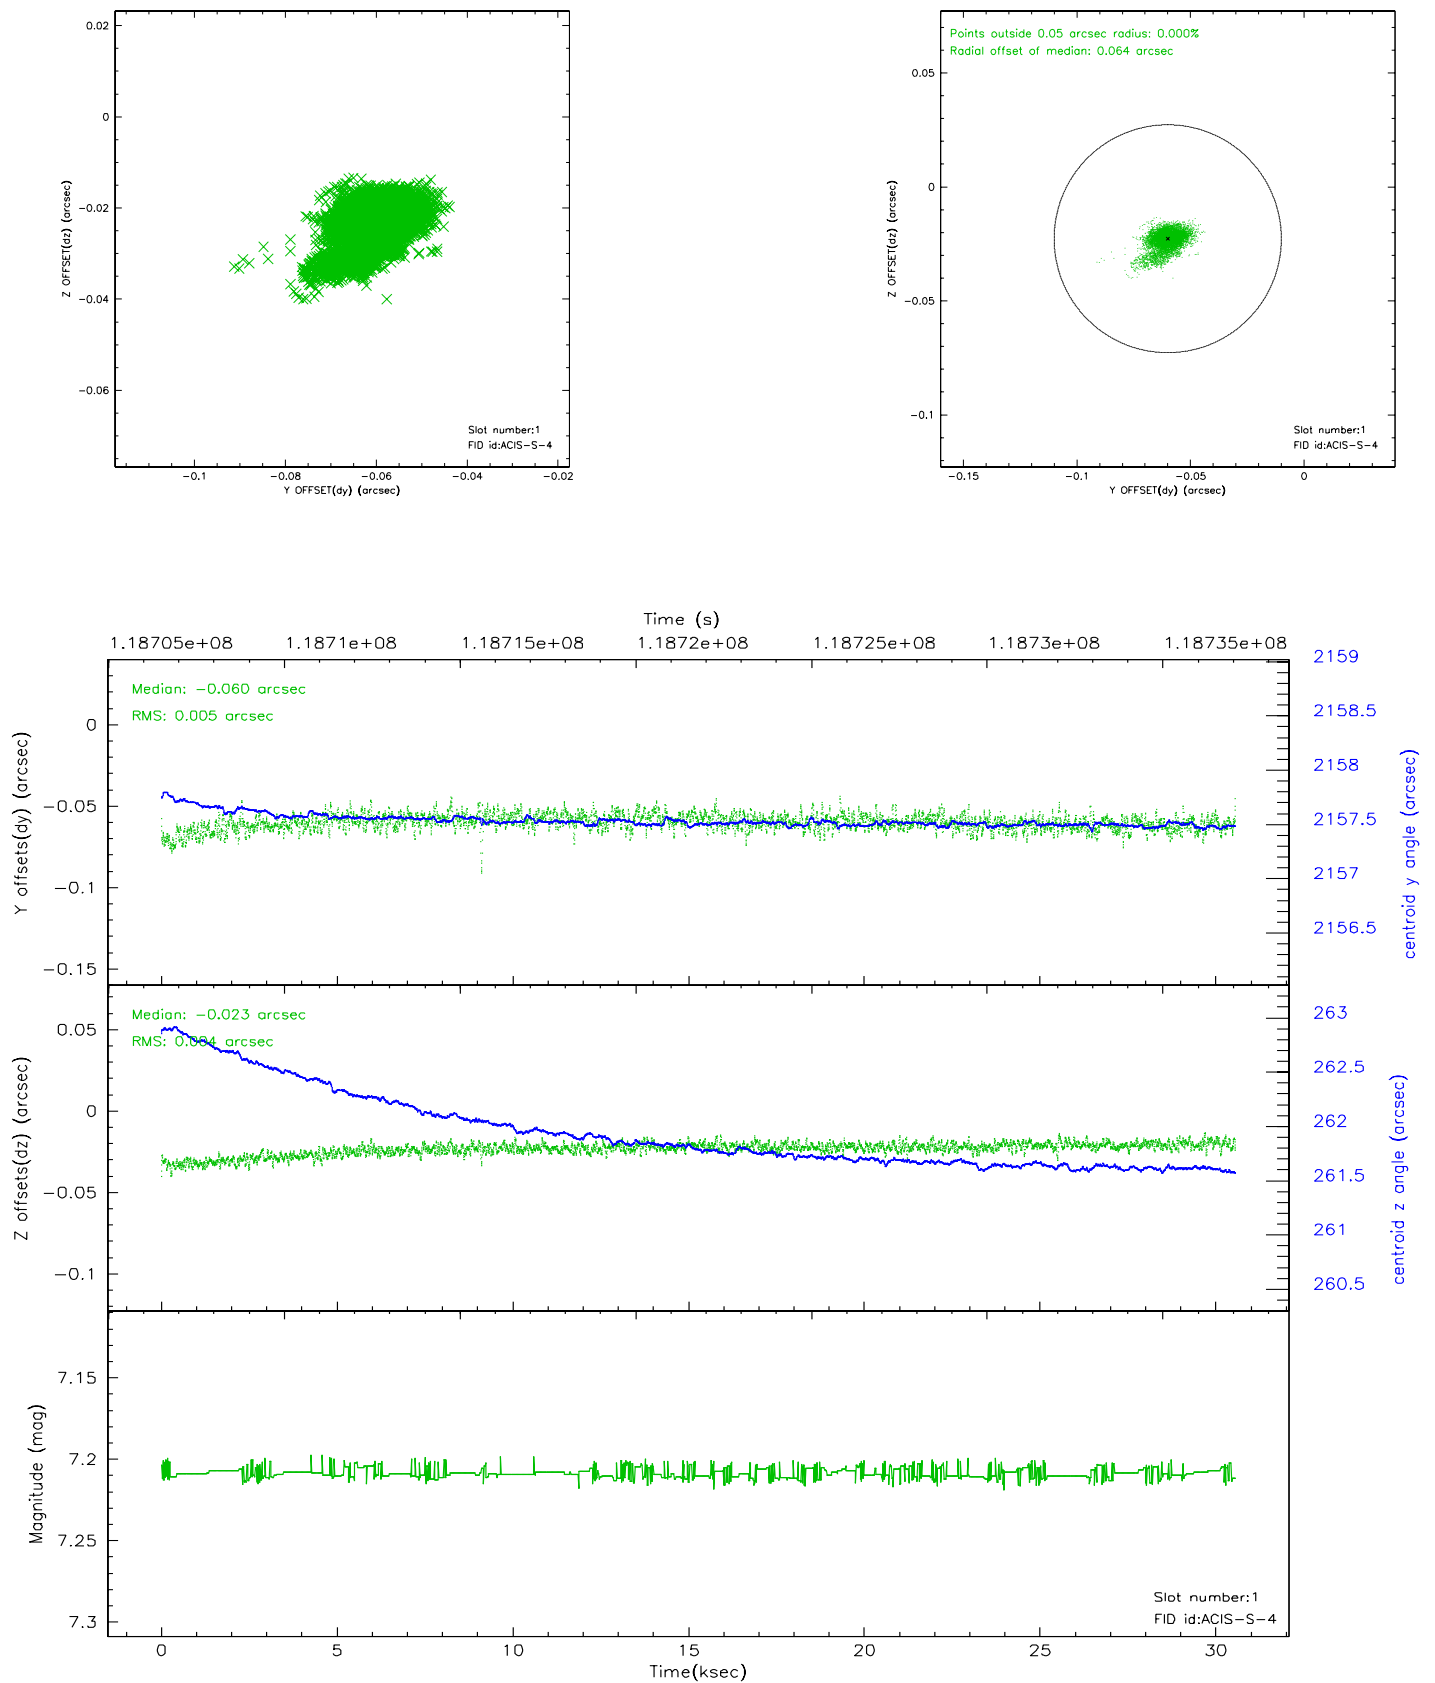 0.02
0
-0.02
-0.04
-0.06
Z OFFSET(dz) (arcsec)
Slot number:1
FID id:ACIS-S-4
-0.1
-0.08
-0.06
-0.04
-0.02
Y OFFSET(dy) (arcsec)
Points outside 0.05 arcsec radius: 0.000%
Radial offset of median: 0.064 arcsec
0.05
0
-0.05
-0.1
Z OFFSET(dz) (arcsec)
Slot number:1
FID id:ACIS-S-4
-0.15
-0.1
-0.05
0
Y OFFSET(dy) (arcsec)
Time (s)
1.18705e+08
1.1871e+08
1.18715e+08
1.1872e+08
1.18725e+08
1.1873e+08
1.18735e+08
Median: -0.060 arcsec
RMS: 0.005 arcsec
0
-0.05
-0.1
-0.15
Y offsets(dy) (arcsec)
2159
2158.5
2158
2157.5
2157
2156.5
centroid y angle (arcsec)
Median: -0.023 arcsec
RMS: 0.004 arcsec
0.05
0
-0.05
-0.1
Z offsets(dz) (arcsec)
263
262.5
262
261.5
261
260.5
centroid z angle (arcsec)
7.15
7.2
7.25
7.3
Magnitude (mag)
Slot number:1
FID id:ACIS-S-4
0
5
10
15
20
25
30
Time(ksec)